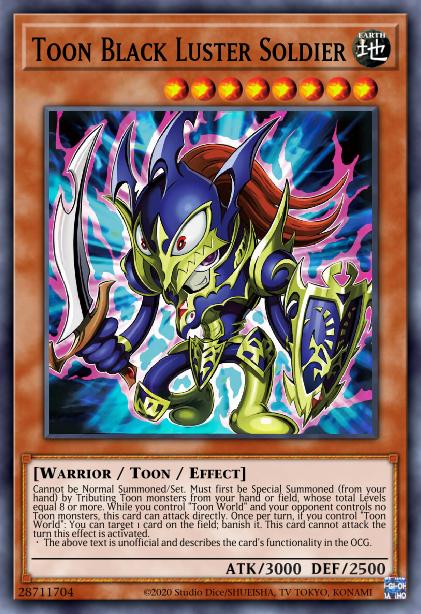 TOON BLACK LUSTER SOLDIER
EARTH
地
[WARRIOR / TOON / EFFECT]
Cannot be Normal Summoned/Set. Must first be Special Summoned (from your
hand) by Tributing Toon monsters from your hand or field, whose total Levels
equal 8 or more. While you control "Toon World" and your opponent controls no
Toon monsters, this card can attack directly. Once per turn, if you control "Toon
World": You can target 1 card on the field; banish it. This card cannot attack the
turn this effect is activated.
· The above text is unofficial and describes the card's functionality in the OCG.
ATK/3000 DEF/2500
28711704
©2020 Studio Dice/SHUEISHA, TV TOKYO, KONAMI